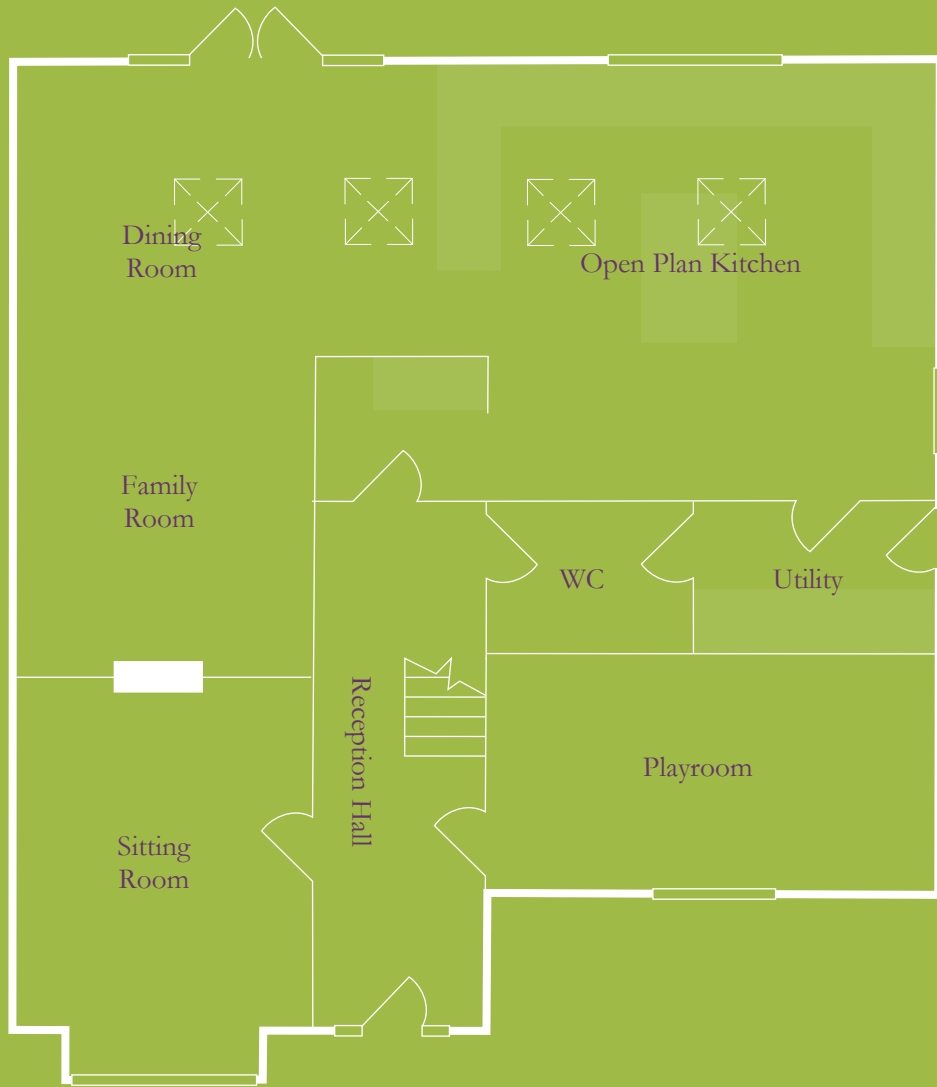 Dining
Room
Open Plan Kitchen
Family
Room
WC
Utility
Reception Hall
Playroom
Sitting
Room